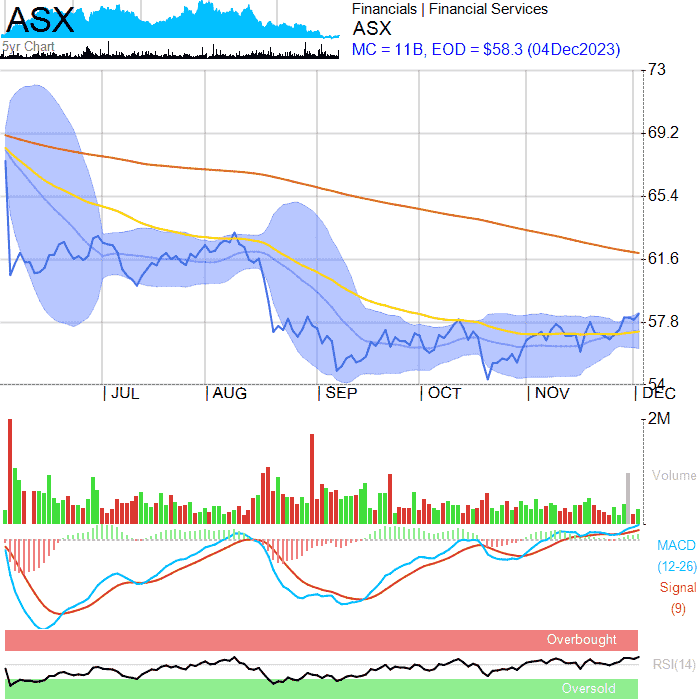 ASX
5yr Chart
Financials | Financial Services
ASX
MC = 11B, EOD = $58.3 (04Dec2023)
73
69.2
65.4
61.6
57.8
54
JUL AUG SEP OCT NOV DEC
2M
Volume
MACD
(12-26)
Signal
(9)
Overbought
RSI(14)
Oversold